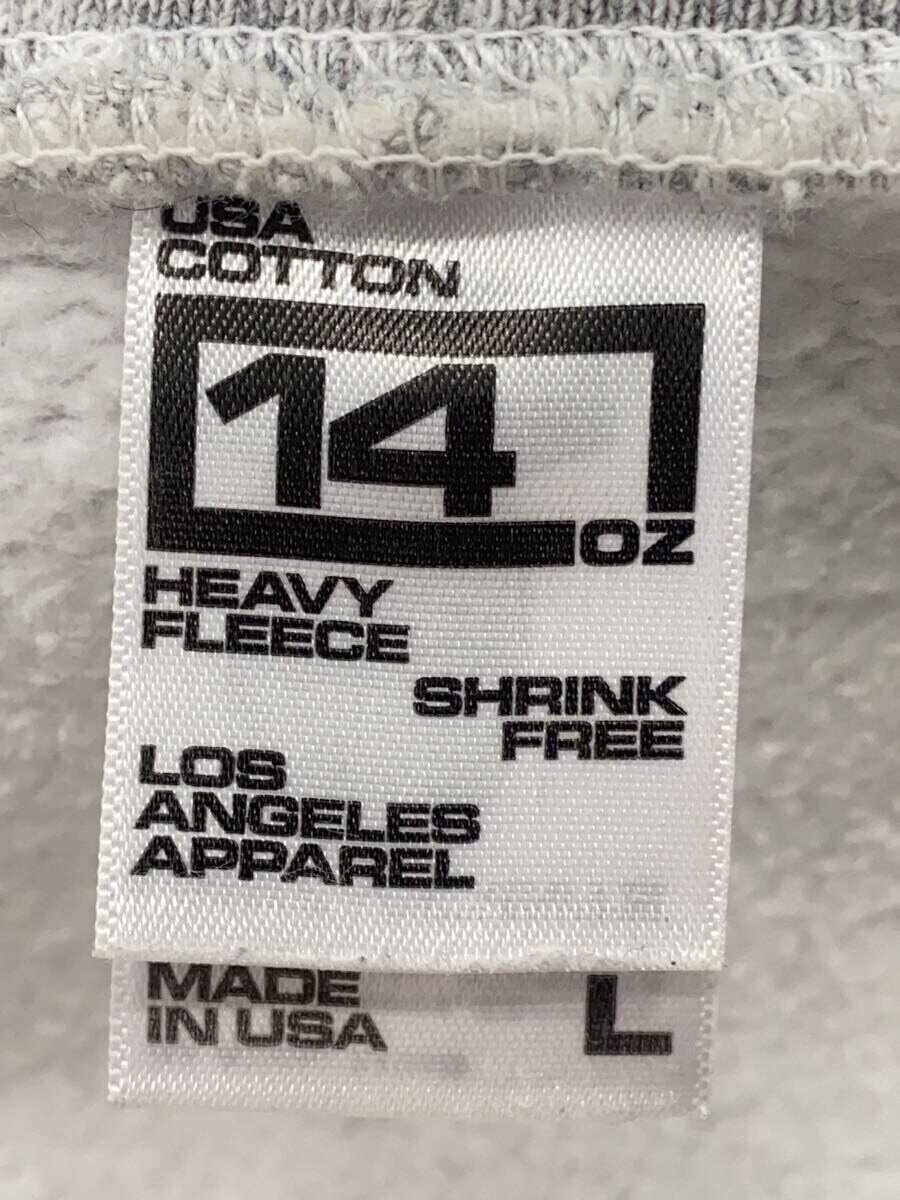 USA
COTTON
14
OZ
HEAVY
FLEECE
SHRINK
FREE
LOS
ANGELES
APPAREL
MADE
IN USA
L